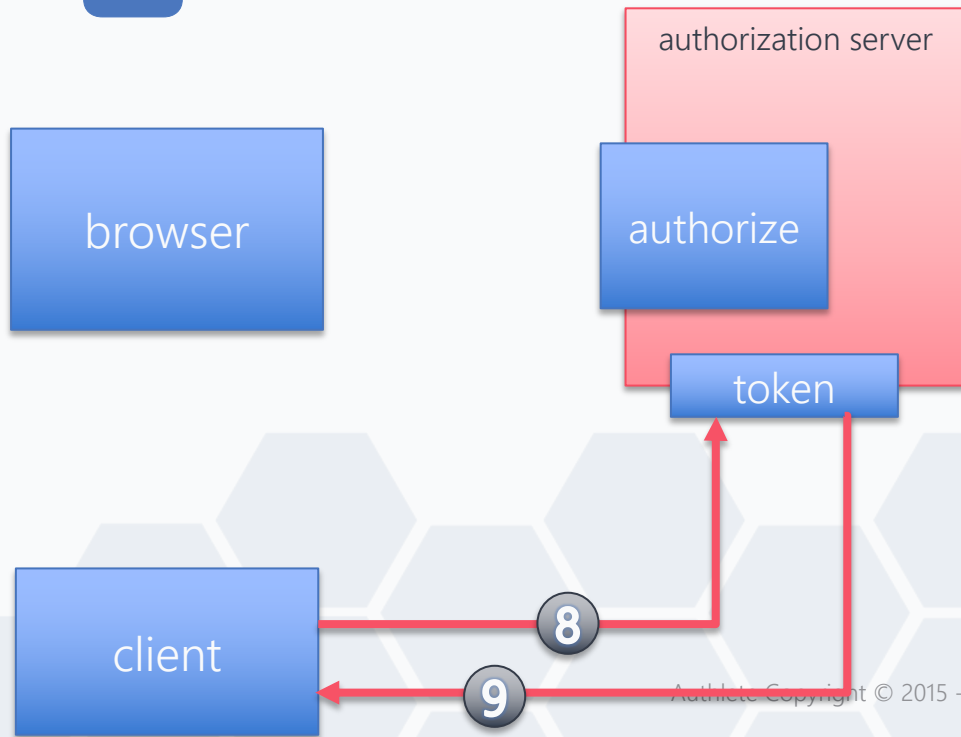 authorization server
browser
authorize
token
client
8
9
Authlete Copyright © 2015 -